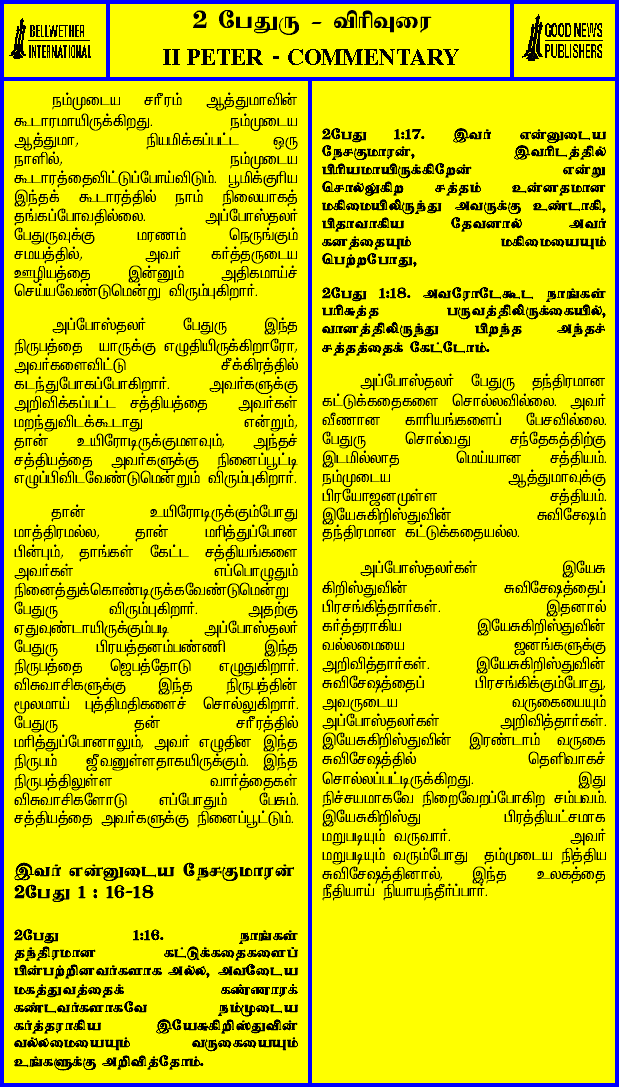 BELLWETHER
INTERNATIONAL
2 பேதுரு - விரிவுரை
II PETER - COMMENTARY
GOOD NEWS
PUBLISHERS
நம்முடைய சரீரம் ஆத்துமாவின்
கூடாரமாயிருக்கிறது. நம்முடைய
ஆத்துமா, நியமிக்கப்பட்ட ஒரு
நாளில், நம்முடைய
கூடாரத்தைவிட்டுப்போய்விடும். பூமிக்குரிய
இந்தக் கூடாரத்தில் நாம் நிலையாகத்
தங்கப்போவதில்லை. அப்போஸ்தலர்
பேதுருவுக்கு மரணம் நெருங்கும்
சமயத்தில், அவர் கர்த்தருடைய
ஊழியத்தை இன்னும் அதிகமாய்ச்
செய்யவேண்டுமென்று விரும்புகிறார்.
அப்போஸ்தலர் பேதுரு இந்த
நிருபத்தை யாருக்கு எழுதியிருக்கிறாரோ,
அவர்களைவிட்டு சீக்கிரத்தில்
கடந்துபோகப்போகிறார். அவர்களுக்கு
அறிவிக்கப்பட்ட சத்தியத்தை அவர்கள்
மறந்துவிடக்கூடாது என்றும்,
தான் உயிரோடிருக்குமளவும், அந்தச்
சத்தியத்தை அவர்களுக்கு நினைப்பூட்டி
எழுப்பிவிடவேண்டுமென்றும் விரும்புகிறார்.
தான் உயிரோடிருக்கும்போது
மாத்திரமல்ல, தான் மரித்துப்போன
பின்பும், தாங்கள் கேட்ட சத்தியங்களை
அவர்கள் எப்பொழுதும்
நினைத்துக்கொண்டிருக்கவேண்டுமென்று
பேதுரு விரும்புகிறார். அதற்கு
ஏதுவுண்டாயிருக்கும்படி அப்போஸ்தலர்
பேதுரு பிரயத்தனம்பண்ணி இந்த
நிருபத்தை ஜெபத்தோடு எழுதுகிறார்.
விசுவாசிகளுக்கு இந்த நிருபத்தின்
மூலமாய் புத்திமதிகளைச் சொல்லுகிறார்.
பேதுரு தன் சரீரத்தில்
மரித்துப்போனாலும், அவர் எழுதின இந்த
நிருபம் ஜீவனுள்ளதாகயிருக்கும். இந்த
நிருபத்திலுள்ள வார்த்தைகள்
விசுவாசிகளோடு எப்போதும் பேசும்.
சத்தியத்தை அவர்களுக்கு நினைப்பூட்டும்.
இவர் என்னுடைய நேசகுமாரன்
2பேது 1 : 16-18
2பேது 1:16. நாங்கள்
தந்திரமான கட்டுக்கதைகளைப்
பின்பற்றினவர்களாக அல்ல, அவருடைய
மகத்துவத்தைக் கண்ணாரக்
கண்டவர்களாகவே நம்முடைய
கர்த்தராகிய இயேசுகிறிஸ்துவின்
வல்லமையையும் வருகையையும்
உங்களுக்கு அறிவித்தோம்.
2பேது 1:17. இவர் என்னுடைய
நேசகுமாரன், இவரிடத்தில்
பிரியமாயிருக்கிறேன் என்று
சொல்லுகிற சத்தம் உன்னதமான
மகிமையிலிருந்து அவருக்கு உண்டாகி,
பிதாவாகிய தேவனால் அவர்
கனத்தையும் மகிமையையும்
பெற்றபோது,
2பேது 1:18. அவரோடேகூட நாங்கள்
பரிசுத்த பருவத்திலிருக்கையில்,
வானத்திலிருந்து பிறந்த அந்தச்
சத்தத்தைக் கேட்டோம்.
அப்போஸ்தலர் பேதுரு தந்திரமான
கட்டுக்கதைகளை சொல்லவில்லை. அவர்
வீணான காரியங்களைப் பேசவில்லை.
பேதுரு சொல்வது சந்தேகத்திற்கு
இடமில்லாத மெய்யான சத்தியம்.
நம்முடைய ஆத்துமாவுக்கு
பிரயோஜனமுள்ள சத்தியம்.
இயேசுகிறிஸ்துவின் சுவிசேஷம்
தந்திரமான கட்டுக்கதையல்ல.
அப்போஸ்தலர்கள் இயேசு
கிறிஸ்துவின் சுவிசேஷத்தைப்
பிரசங்கித்தார்கள். இதனால்
கர்த்தராகிய இயேசுகிறிஸ்துவின்
வல்லமையை ஜனங்களுக்கு
அறிவித்தார்கள். இயேசுகிறிஸ்துவின்
சுவிசேஷத்தைப் பிரசங்கிக்கும்போது,
அவருடைய வருகையையும்
அப்போஸ்தலர்கள் அறிவித்தார்கள்.
இயேசுகிறிஸ்துவின் இரண்டாம் வருகை
சுவிசேஷத்தில் தெளிவாகச்
சொல்லப்பட்டிருக்கிறது. இது
நிச்சயமாகவே நிறைவேறப்போகிற சம்பவம்.
இயேசுகிறிஸ்து பிரத்தியட்சமாக
மறுபடியும் வருவார். அவர்
மறுபடியும் வரும்போது தம்முடைய நித்திய
சுவிசேஷத்தினால், இந்த உலகத்தை
நீதியாய் நியாயந்தீர்ப்பார்.